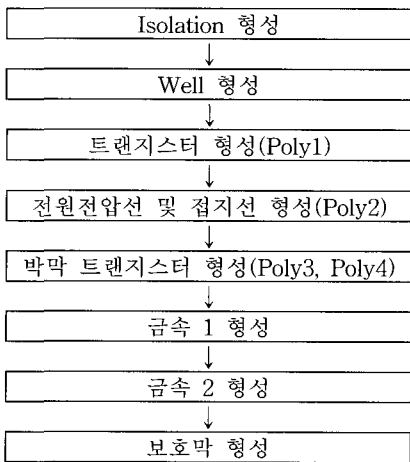 Isolation 형성
Well 형성
트랜지스터 형성(Poly1)
전원전압선 및 접지선 형성(Poly2)
박막 트랜지스터 형성(Poly3, Poly4)
금속 1 형성
금속 2 형성
보호막 형성